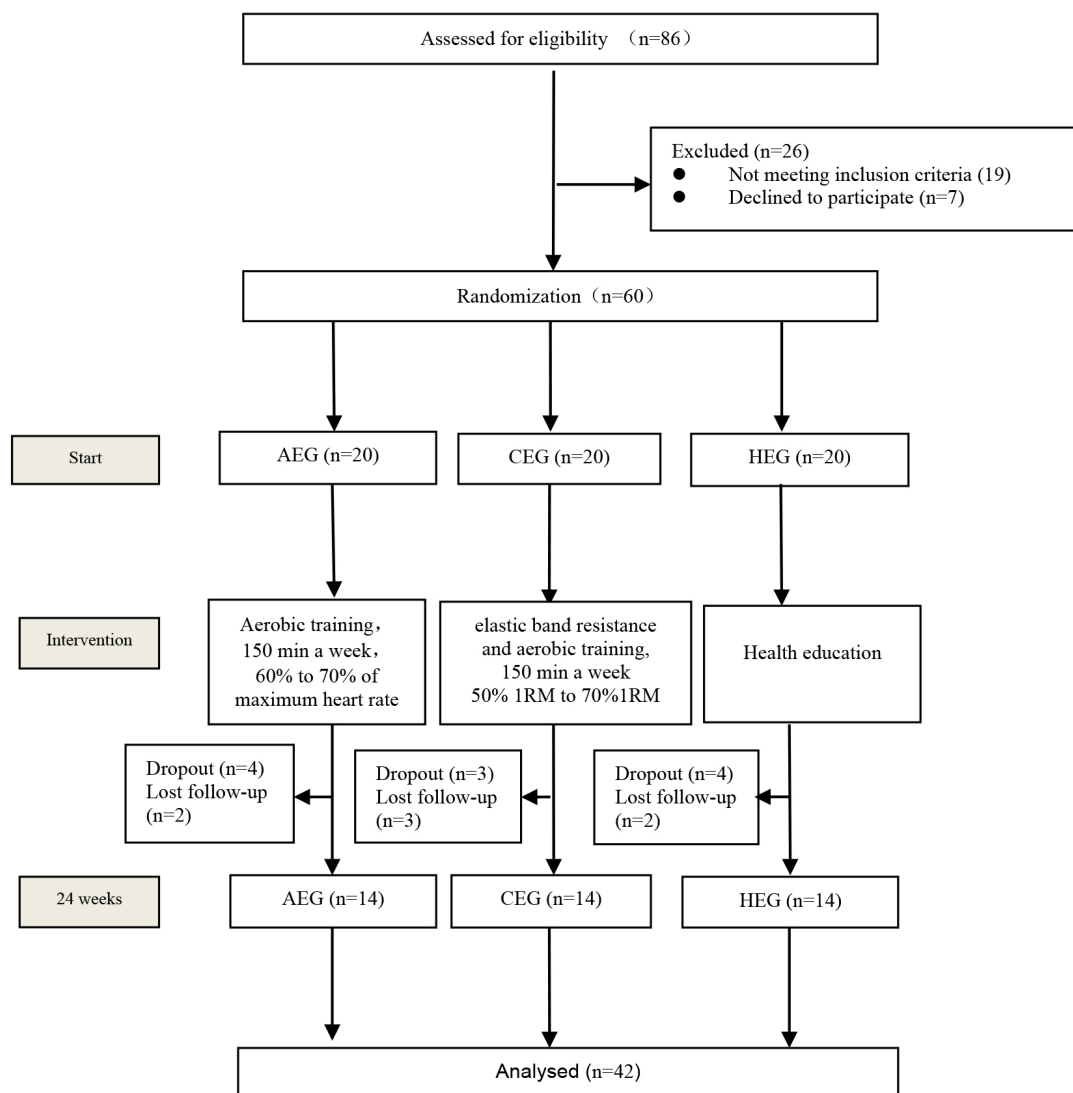 Assessed for eligibility （n=86）
Excluded (n=26)
● Not meeting inclusion criteria (19)
● Declined to participate (n=7)
Randomization（n=60）
Start
AEG (n=20)
CEG (n=20)
HEG (n=20)
Intervention
Aerobic training，
150 min a week，
60% to 70% of
maximum heart rate
elastic band resistance
and aerobic training,
150 min a week
50% 1RM to 70%1RM
Health education
Dropout (n=4)
Lost follow-up
(n=2)
Dropout (n=3)
Lost follow-up
(n=3)
Dropout (n=4)
Lost follow-up
(n=2)
24 weeks
AEG (n=14)
CEG (n=14)
HEG (n=14)
Analysed (n=42)